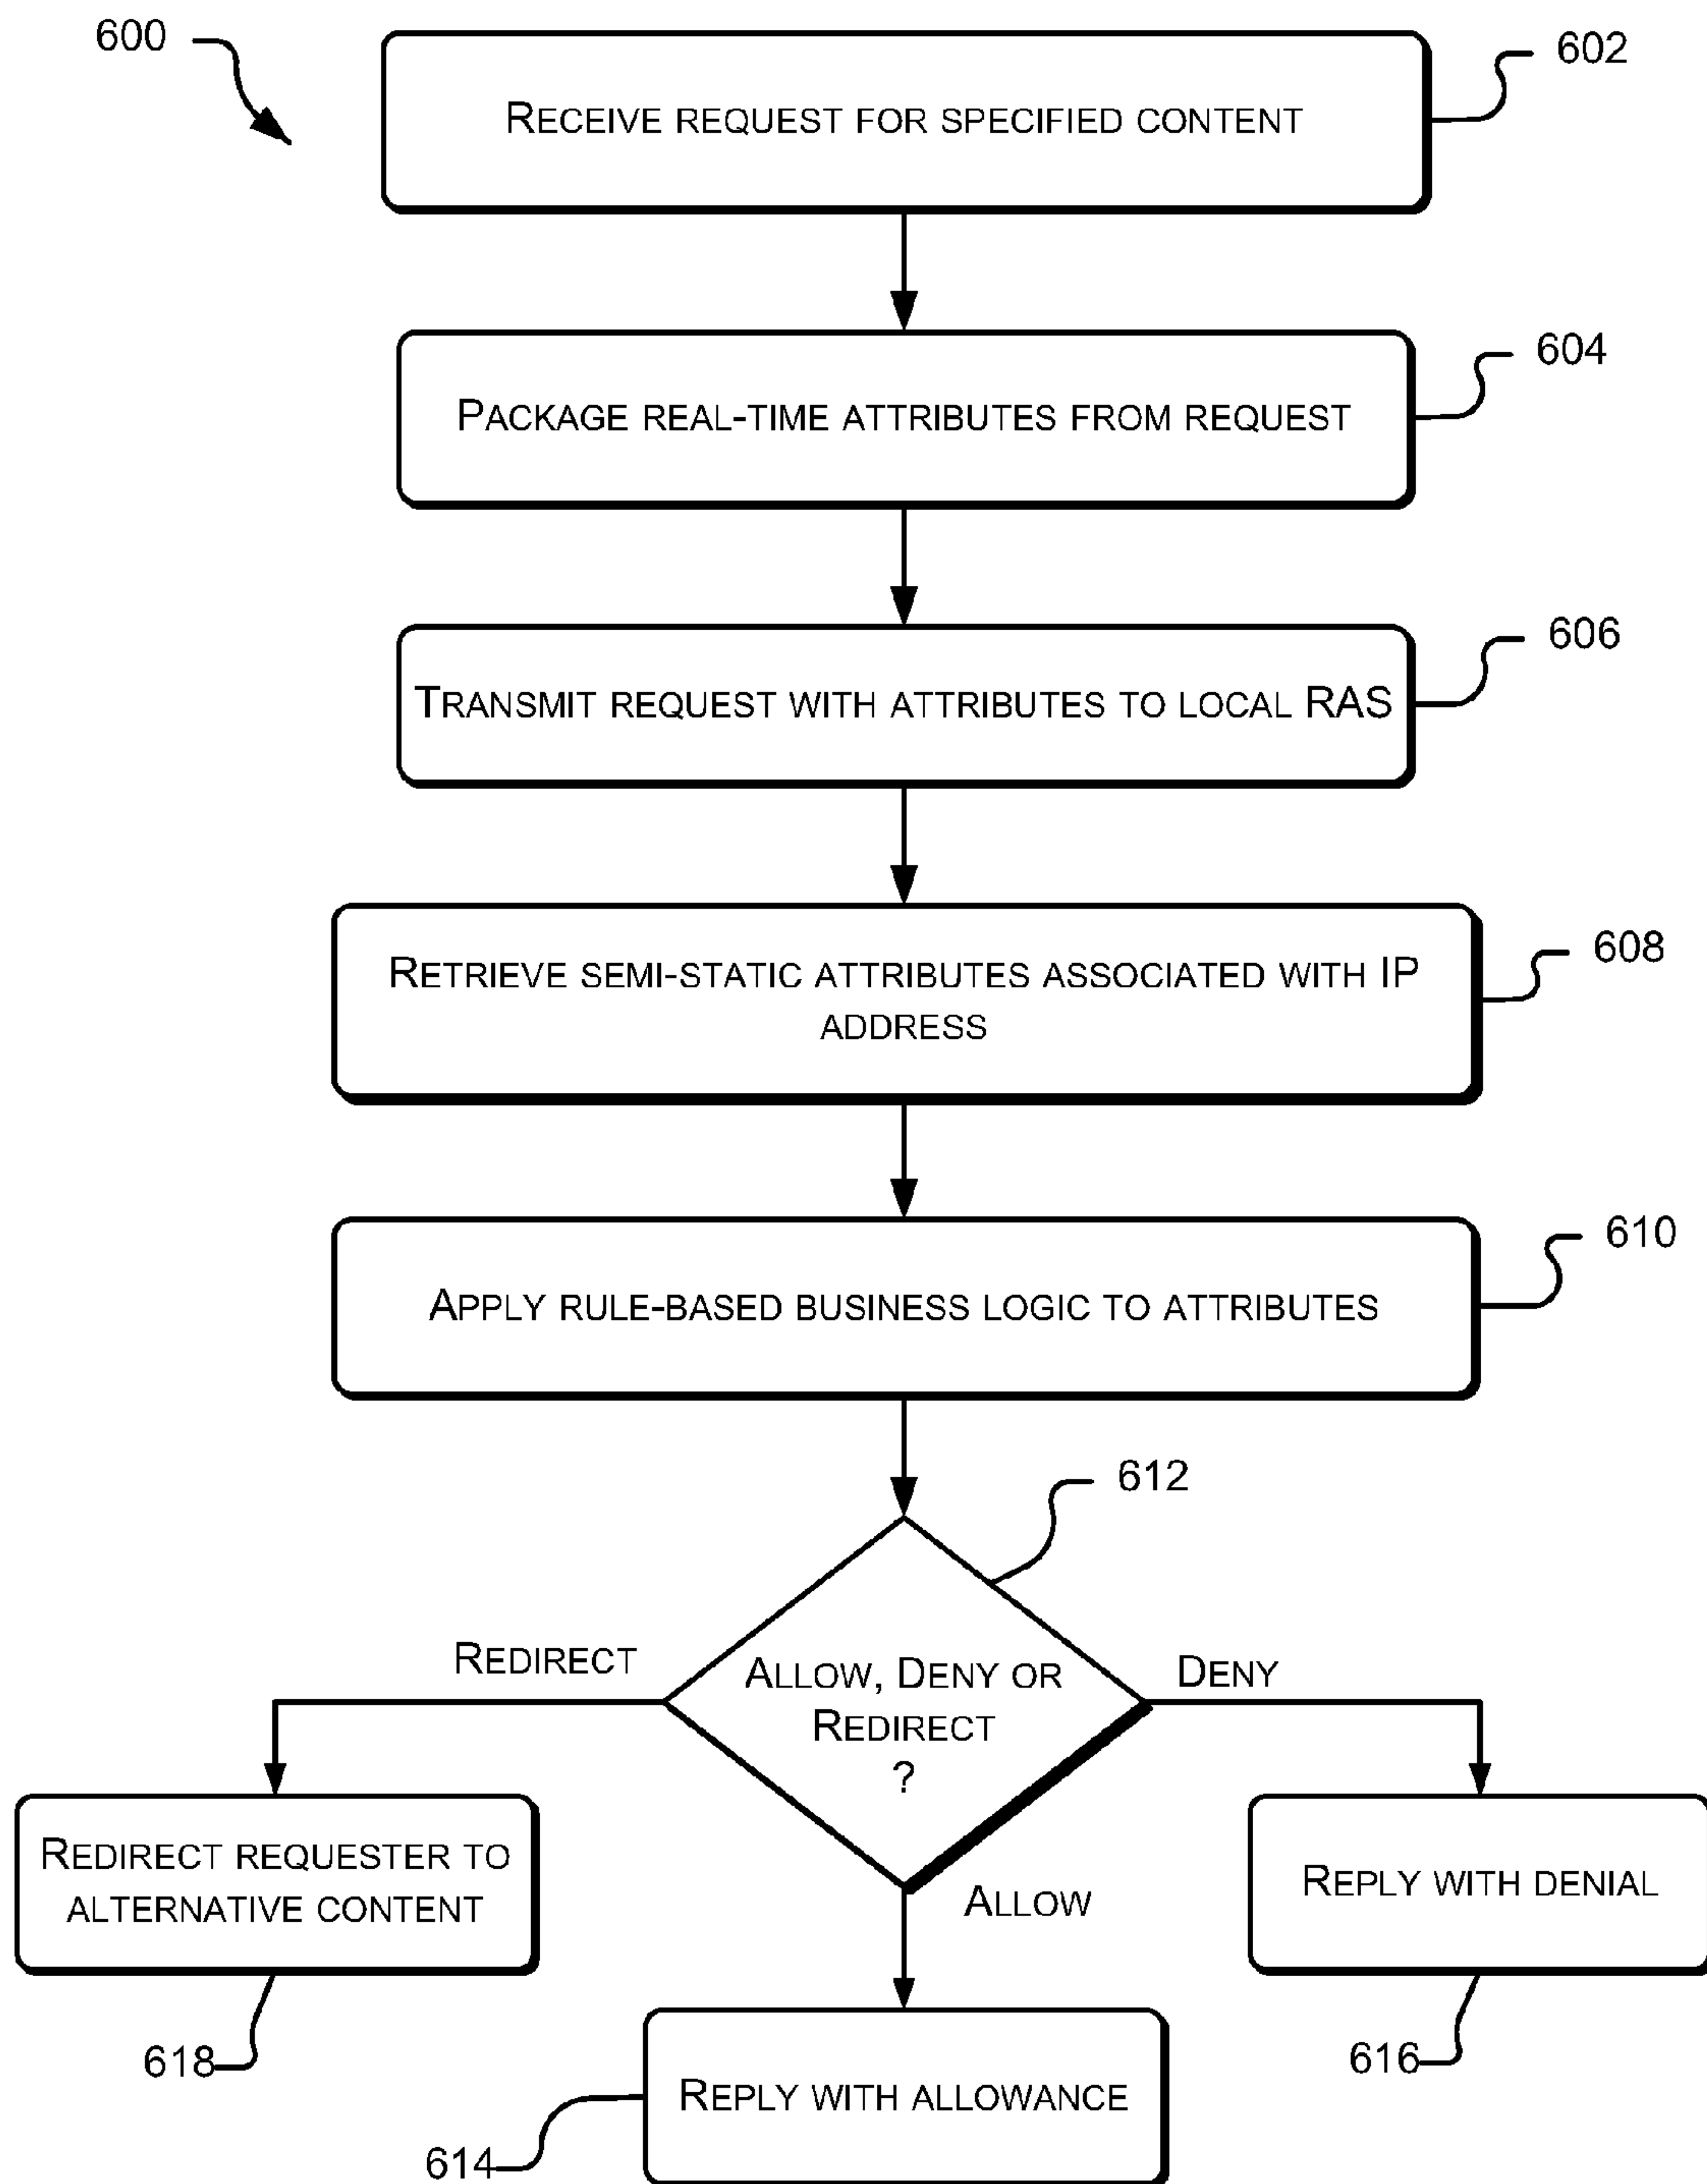 600
602
RECEIVE REQUEST FOR SPECIFIED CONTENT
604
PACKAGE REAL-TIME ATTRIBUTES FROM REQUEST
606
TRANSMIT REQUEST WITH ATTRIBUTES TO LOCAL RAS
608
RETRIEVE SEMI-STATIC ATTRIBUTES ASSOCIATED WITH IP
ADDRESS
610
APPLY RULE-BASED BUSINESS LOGIC TO ATTRIBUTES
612
REDIRECT
ALLOW, DENY OR
REDIRECT
?
DENY
REDIRECT REQUESTER TO
ALTERNATIVE CONTENT
ALLOW
REPLY WITH DENIAL
618
616
REPLY WITH ALLOWANCE
614